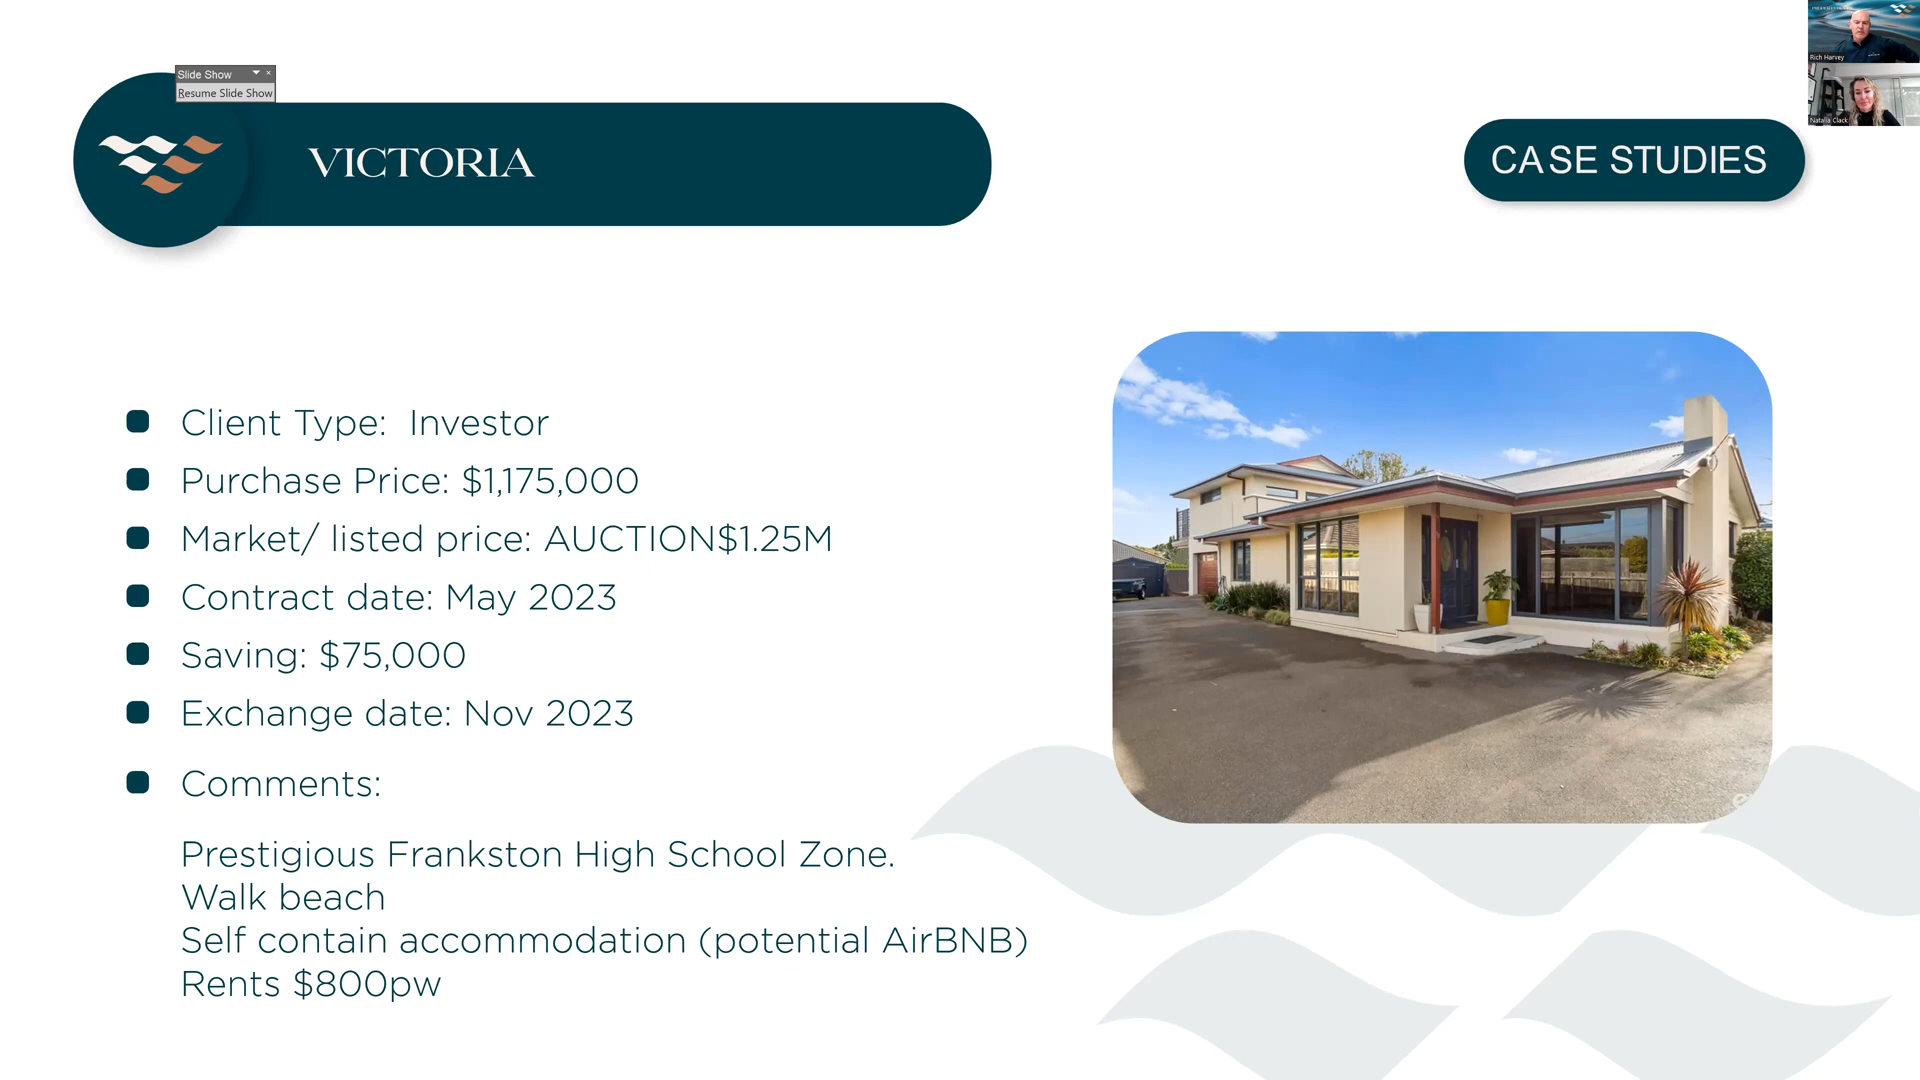 Slide Show
Resume Slide Show
VICTORIA
CASE STUDIES
Rich Harvey
Natalia Clack
Client Type:  Investor
Purchase Price: $1,175,000
Market/ listed price: AUCTION$1.25M
Contract date: May 2023
Saving: $75,000
Exchange date: Nov 2023
Comments:
Prestigious Frankston High School Zone.
Walk beach
Self contain accommodation (potential AirBNB)
Rents $800pw